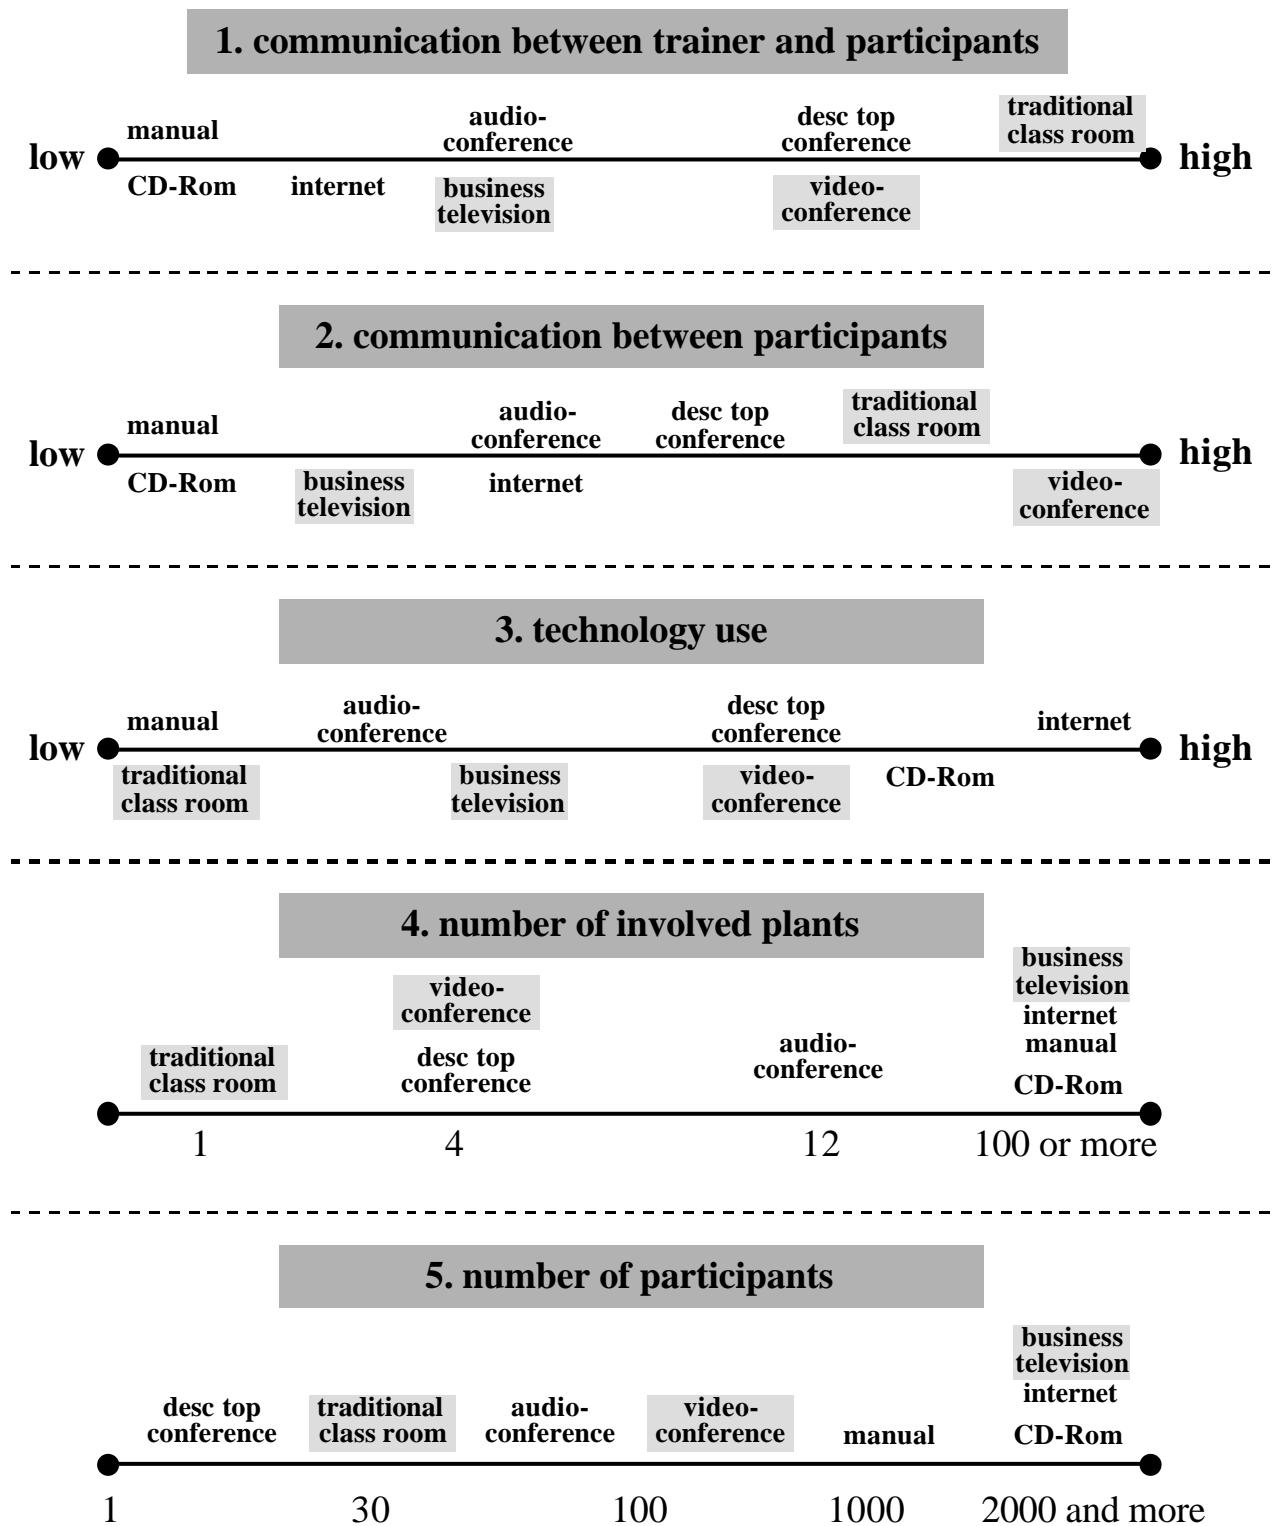 1. communication between trainer and participants
manual
audio-
conference
desc top
conference
traditional
class room
low
high
CD-Rom
internet
business
television
video-
conference
2. communication between participants
manual
audio-
conference
desc top
conference
traditional
class room
low
high
CD-Rom
business
television
internet
video-
conference
3. technology use
manual
audio-
conference
desc top
conference
internet
low
high
traditional
class room
business
television
video-
conference
CD-Rom
4. number of involved plants
video-
conference
business
television
internet
manual
traditional
class room
desc top
conference
audio-
conference
CD-Rom
1
4
12
100 or more
5. number of participants
business
television
internet
desc top
conference
traditional
class room
audio-
conference
video-
conference
manual
CD-Rom
1
30
100
1000
2000 and more